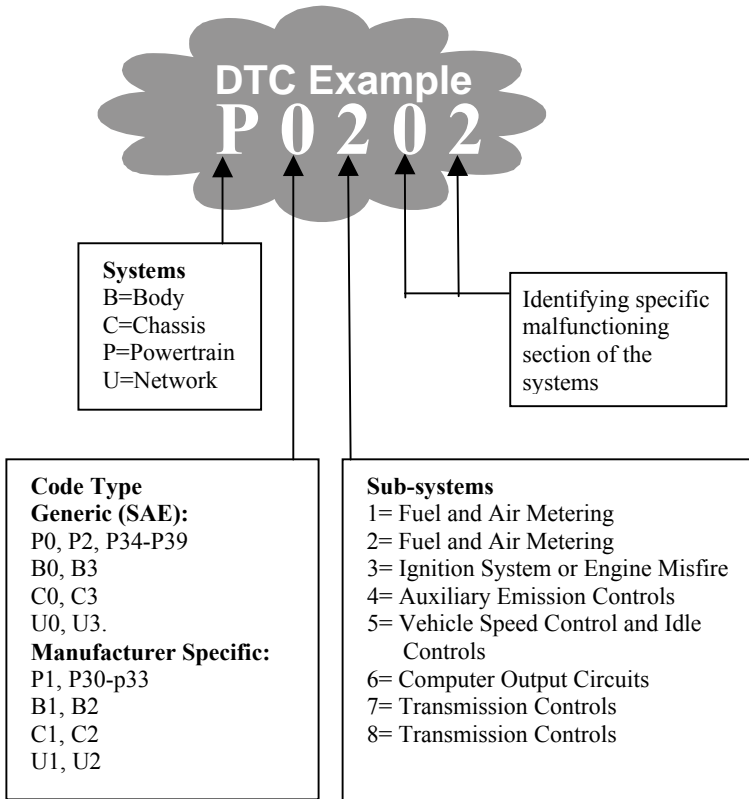 DTC Example
P 0 2 0 2
Systems
B=Body
C=Chassis
P=Powertrain
U=Network
Identifying specific
malfunctioning
section of the
systems
Code Type
Generic (SAE):
P0, P2, P34-P39
B0, B3
C0, C3
U0, U3.
Manufacturer Specific:
P1, P30-p33
B1, B2
C1, C2
U1, U2
Sub-systems
1= Fuel and Air Metering
2= Fuel and Air Metering
3= Ignition System or Engine Misfire
4= Auxiliary Emission Controls
5= Vehicle Speed Control and Idle
Controls
6= Computer Output Circuits
7= Transmission Controls
8= Transmission Controls